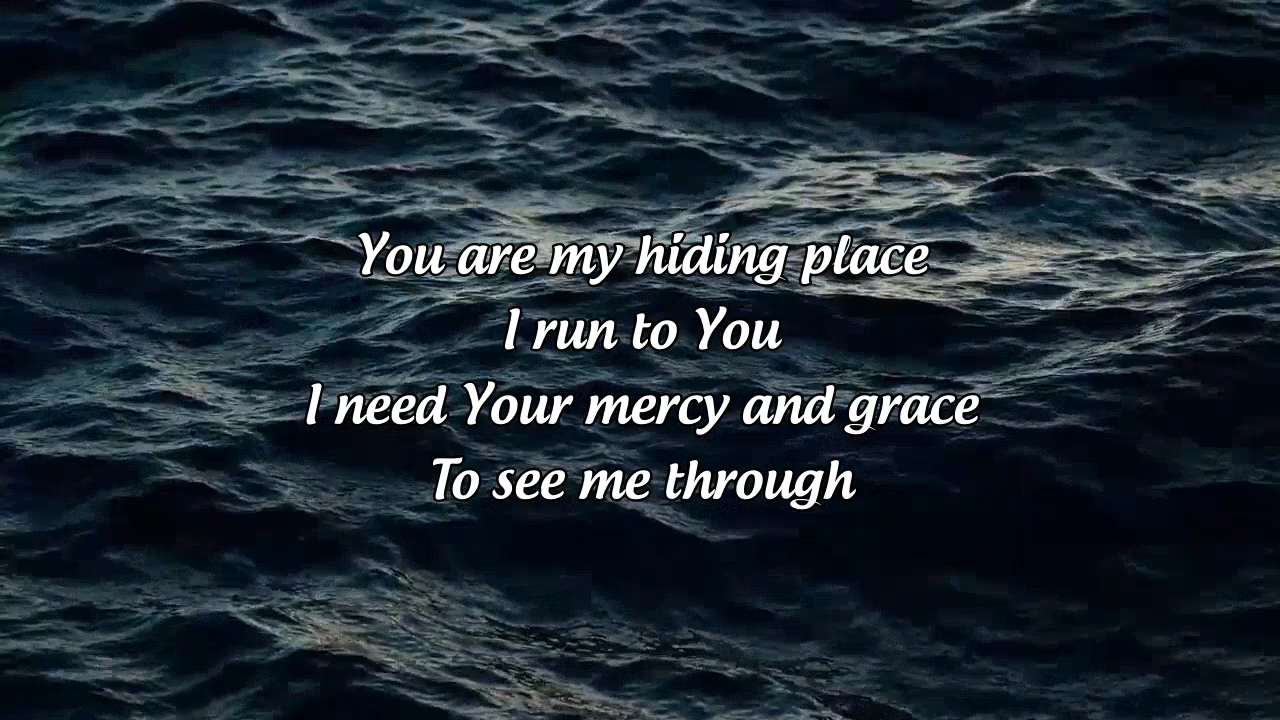 You are my hiding place
I run to You
I need Your mercy and grace
To see me through